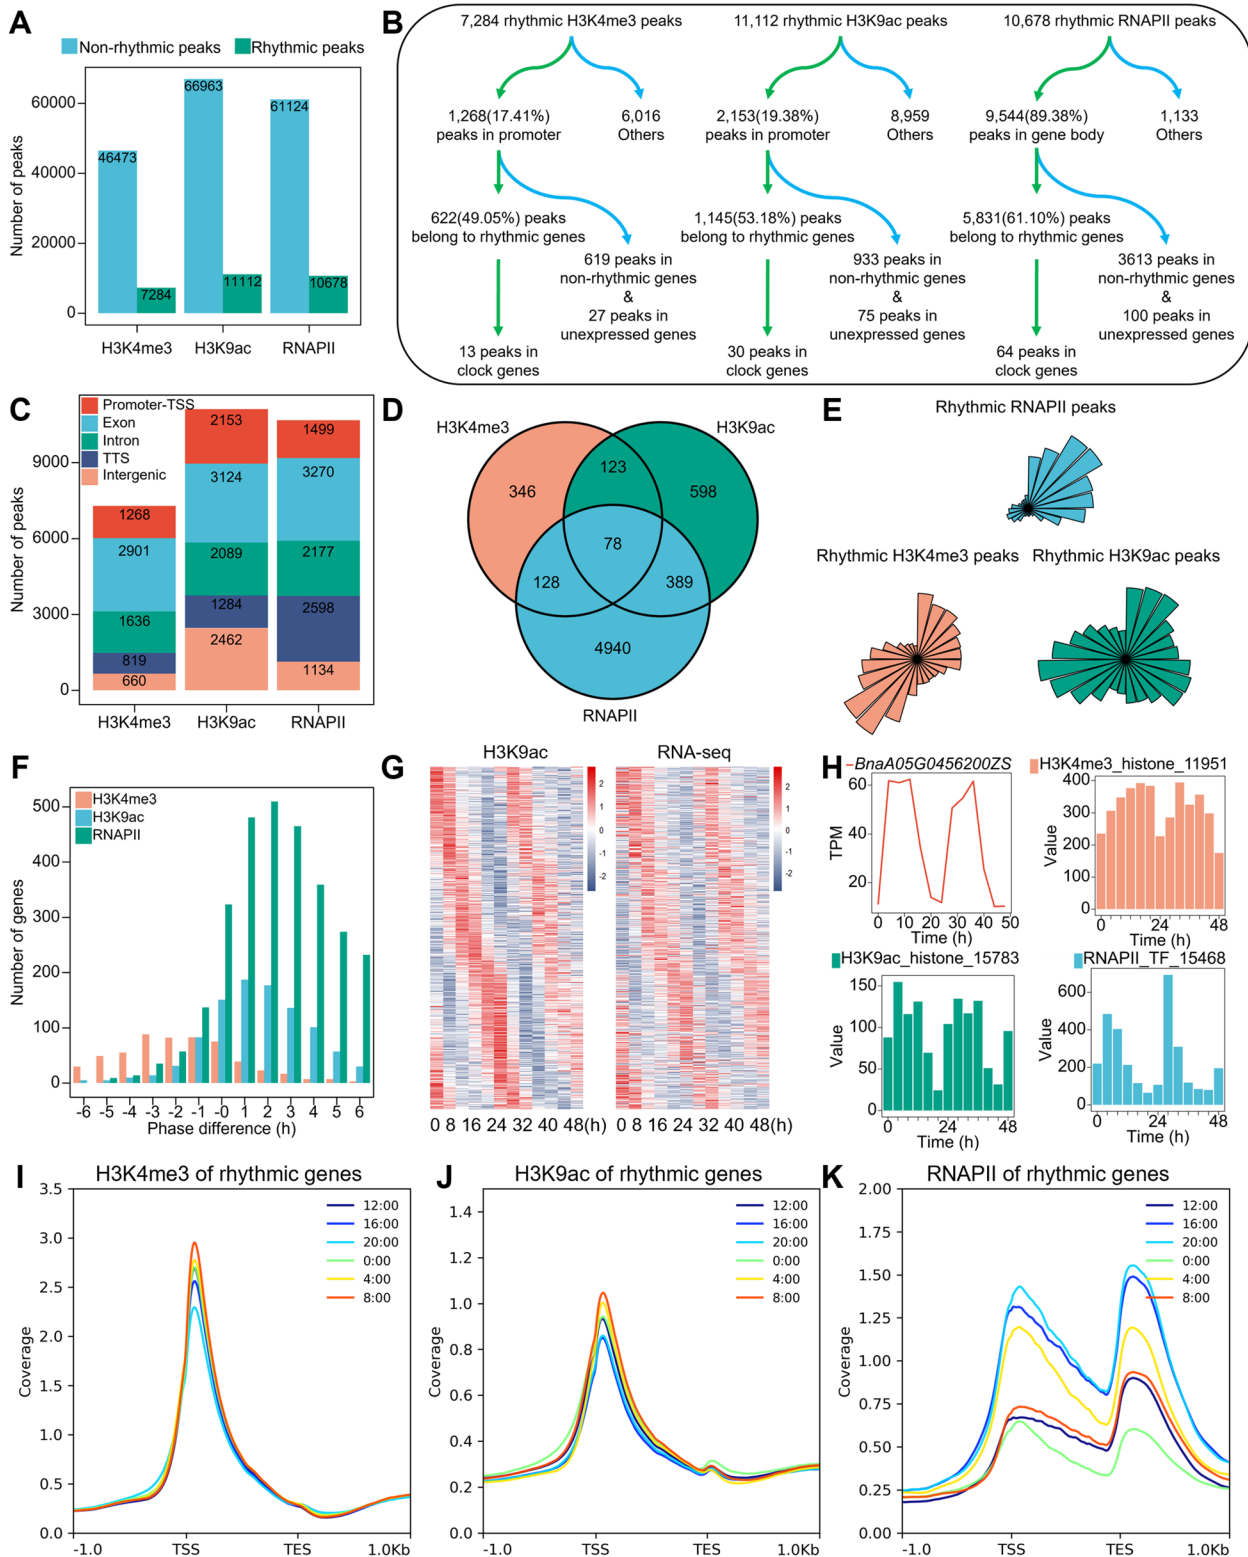 A
Non-rhythmic peaks
Rhythmic peaks
Number of peaks
60000
40000
20000
0
46473
7284
66963
11112
61124
10678
H3K4me3
H3K9ac
RNAPII
B
7,284 rhythmic H3K4me3 peaks
11,112 rhythmic H3K9ac peaks
10,678 rhythmic RNAPII peaks
1,268(17.41%)
peaks in promoter
6,016
Others
2,153(19.38%)
peaks in promoter
8,959
Others
9,544(89.38%)
peaks in gene body
1,133
Others
622(49.05%) peaks
belong to rhythmic genes
1,145(53.18%) peaks
belong to rhythmic genes
5,831(61.10%) peaks
belong to rhythmic genes
619 peaks in
non-rhythmic genes
&
27 peaks in
unexpressed genes
933 peaks in
non-rhythmic genes
&
75 peaks in
unexpressed genes
3613 peaks in
non-rhythmic genes
&
100 peaks in
unexpressed genes
13 peaks in
clock genes
30 peaks in
clock genes
64 peaks in
clock genes
C
Promoter-TSS
Exon
Intron
TTS
Intergenic
Number of peaks
9000
6000
3000
0
1268
2901
1636
819
660
2153
3124
2089
1284
2462
1499
3270
2177
2598
1134
H3K4me3
H3K9ac
RNAPII
D
H3K4me3
H3K9ac
346
123
598
78
128
389
4940
RNAPII
E
Rhythmic RNAPII peaks
Rhythmic H3K4me3 peaks
Rhythmic H3K9ac peaks
F
H3K4me3
H3K9ac
RNAPII
Number of genes
500
400
300
200
100
0
-6 -5 -4 -3 -2 -1 -0 1 2 3 4 5 6
Phase difference (h)
G
H3K9ac
RNA-seq
2
1
0
-1
-2
2
1
0
-1
-2
0 8 16 24 32 40 48(h)
0 8 16 24 32 40 48(h)
H
BnaA05G0456200ZS
TPM
60
40
20
0 10 20 30 40 50
Time (h)
H3K4me3_histone_11951
Value
400
300
200
100
0
0 24 48
Time (h)
H3K9ac_histone_15783
Value
150
100
50
0
0 24 48
Time (h)
RNAPII_TF_15468
Value
600
400
200
0
0 24 48
Time (h)
I
H3K4me3 of rhythmic genes
Coverage
3.5
3.0
2.5
2.0
1.5
1.0
0.5
0.0
12:00
16:00
20:00
0:00
4:00
8:00
-1.0 TSS TES 1.0Kb
J
H3K9ac of rhythmic genes
Coverage
1.4
1.2
1.0
0.8
0.6
0.4
0.2
0.0
12:00
16:00
20:00
0:00
4:00
8:00
-1.0 TSS TES 1.0Kb
K
RNAPII of rhythmic genes
Coverage
2.00
1.75
1.50
1.25
1.00
0.75
0.50
0.25
0.00
12:00
16:00
20:00
0:00
4:00
8:00
-1.0 TSS TES 1.0Kb